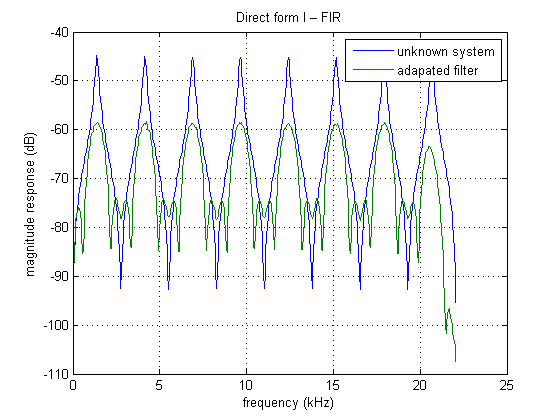 Direct form I – FIR
-40
unknown system
adapated filter
-50
-60
-70
-80
-90
-100
-110
magnitude response (dB)
0
5
10
15
20
25
frequency (kHz)